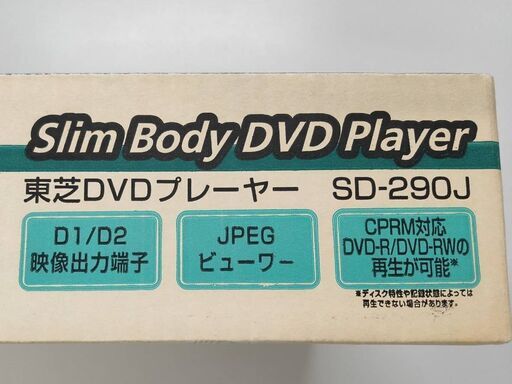 Slim Body DVD Player
東芝DVDプレーヤー SD-290J
D1/D2
映像出力端子
JPEG
ビューワー
CPRM対応
DVD-R/DVD-RWの
再生が可能※
※ディスク特性や記録状態によっては
再生できない場合があります。